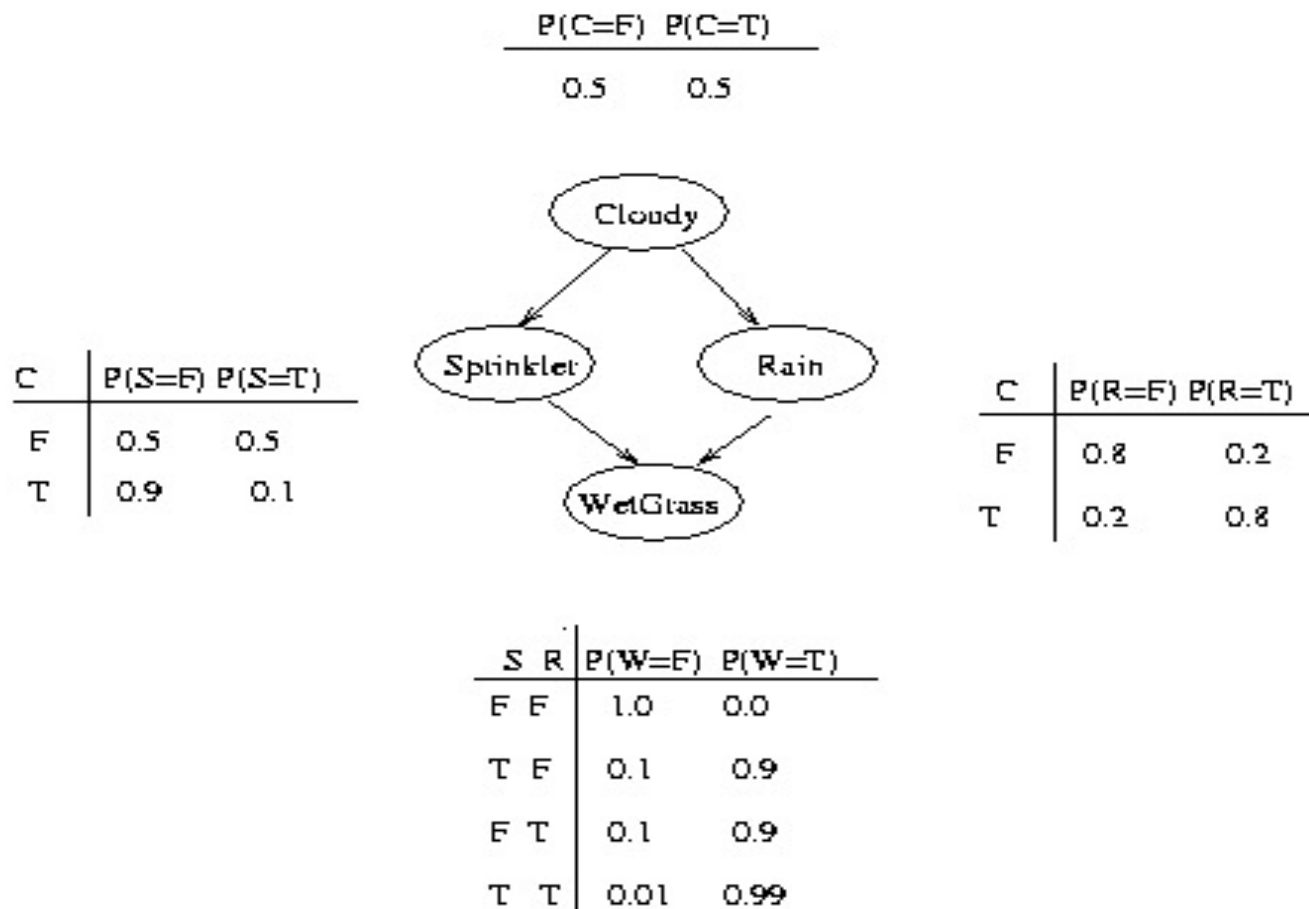 P(C=F) P(C=T)
0.5 0.5
Cloudy
Sprinkler
Rain
C P(S=F) P(S=T)
F 0.5 0.5
T 0.9 0.1
C P(R=F) P(R=T)
F 0.8 0.2
T 0.2 0.8
WetGrass
S R P(W=F) P(W=T)
F F 1.0 0.0
T F 0.1 0.9
F T 0.1 0.9
T T 0.01 0.99